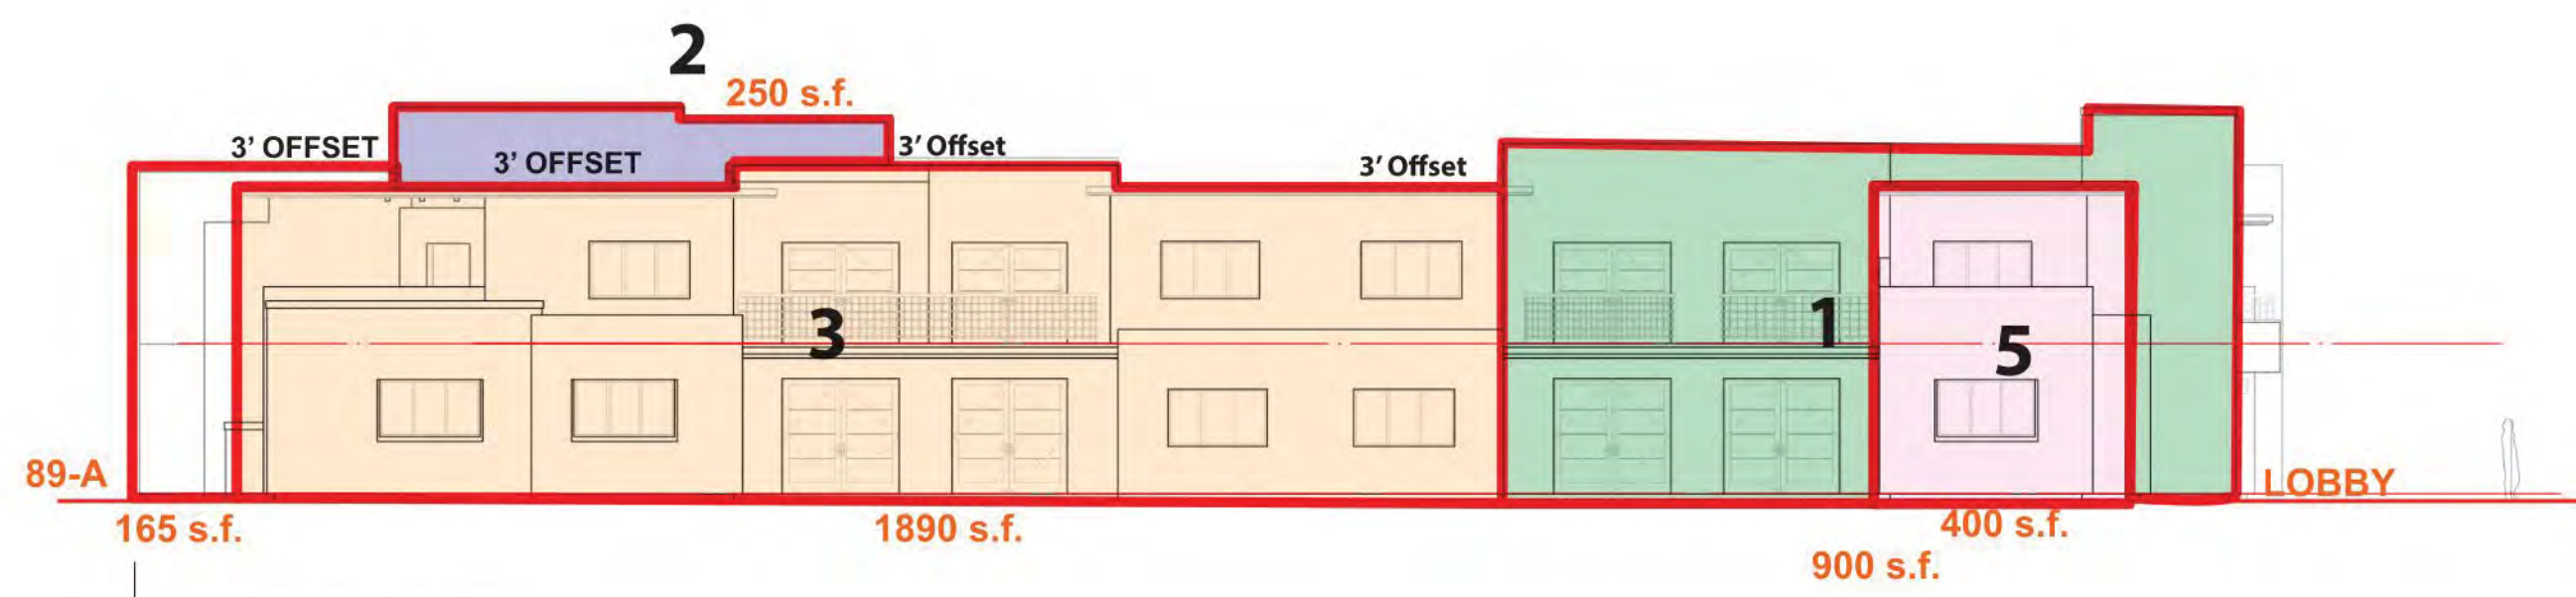 2
250 s.f.
3’ OFFSET
3’ OFFSET
3’ Offset
3’ Offset
3
1
5
89-A
LOBBY
165 s.f.
1890 s.f.
400 s.f.
900 s.f.